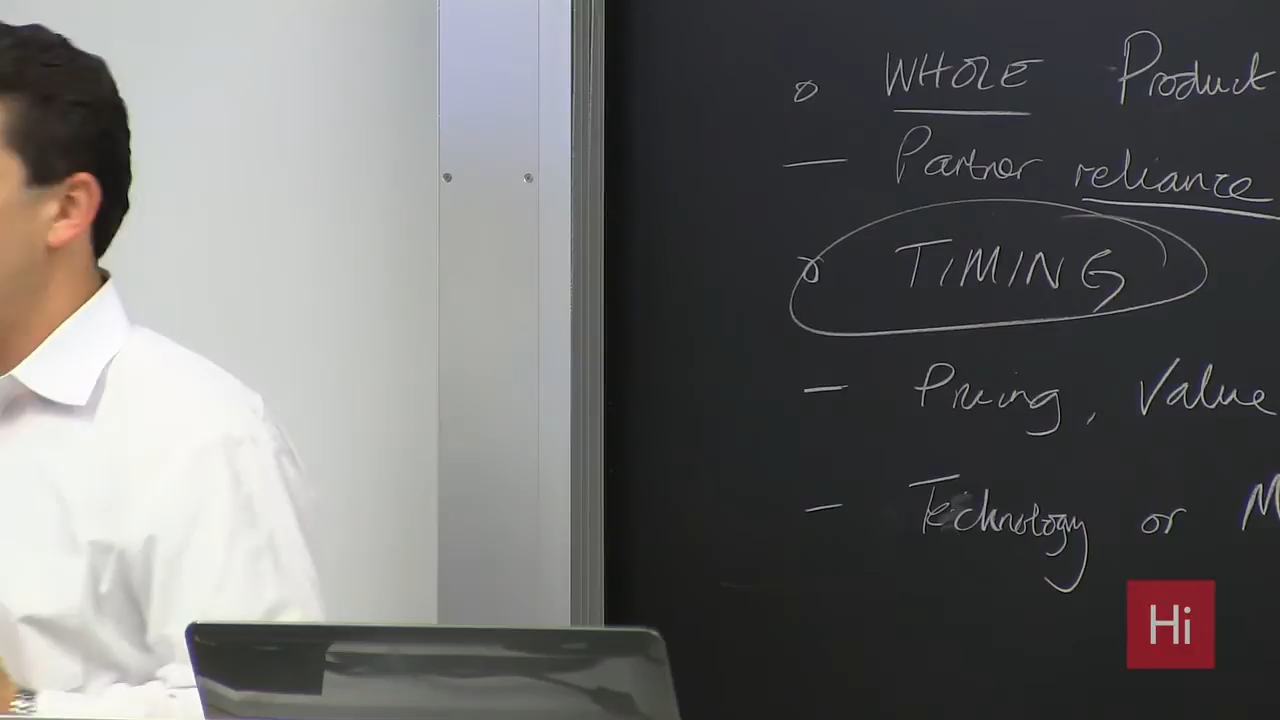 o WHOLE Product
— Partner reliance
o TIMING
— Pricing, Value
— Technology or M
Hi